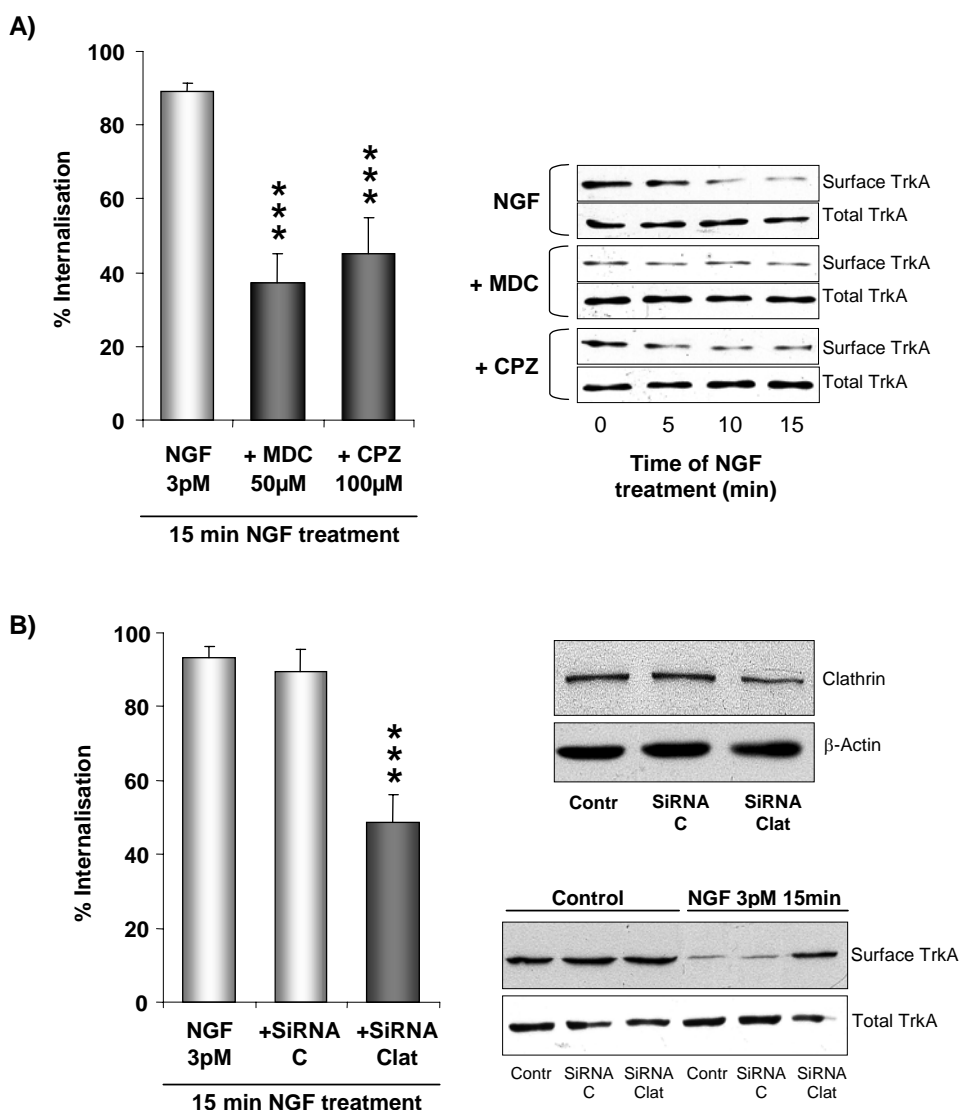 A)
100
80
60
40
20
0
% Internalisation
***
***
NGF
3pM
+ MDC
50µM
+ CPZ
100µM
15 min NGF treatment
NGF
Surface TrkA
Total TrkA
+ MDC
Surface TrkA
Total TrkA
+ CPZ
Surface TrkA
Total TrkA
0 5 10 15
Time of NGF
treatment (min)
B)
100
80
60
40
20
0
% Internalisation
***
NGF
3pM
+SiRNA
C
+SiRNA
Clat
15 min NGF treatment
Clathrin
β-Actin
Contr
SiRNA
C
SiRNA
Clat
Control
NGF 3pM 15min
Surface TrkA
Total TrkA
Contr
SiRNA
C
SiRNA
Clat
Contr
SiRNA
C
SiRNA
Clat